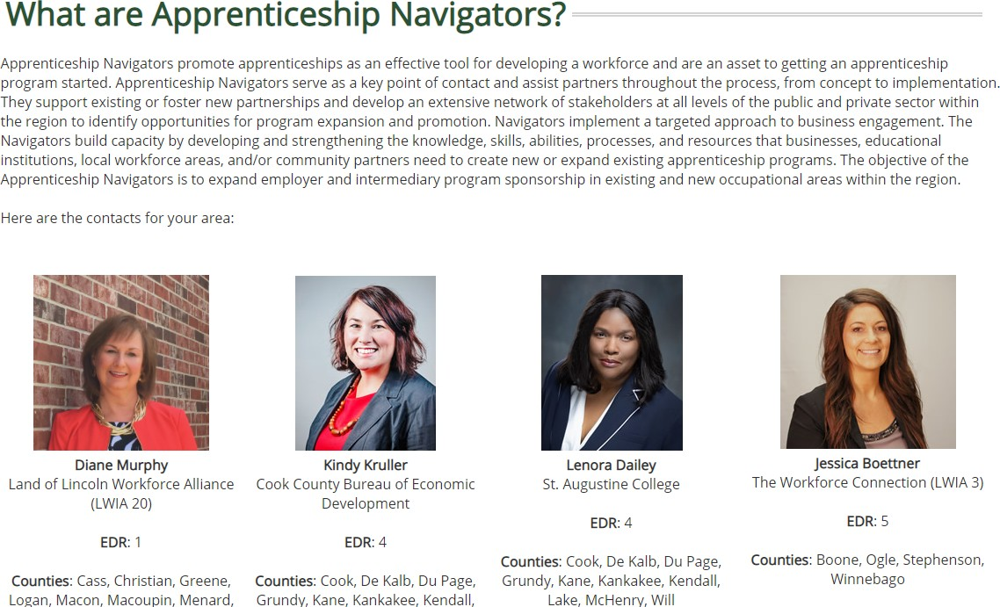 What are Apprenticeship Navigators?
Apprenticeship Navigators promote apprenticeships as an effective tool for developing a workforce and are an asset to getting an apprenticeship
program started. Apprenticeship Navigators serve as a key point of contact and assist partners throughout the process, from concept to implementation.
They support existing or foster new partnerships and develop an extensive network of stakeholders at all levels of the public and private sector within
the region to identify opportunities for program expansion and promotion. Navigators implement a targeted approach to business engagement. The
Navigators build capacity by developing and strengthening the knowledge, skills, abilities, processes, and resources that businesses, educational
institutions, local workforce areas, and/or community partners need to create new or expand existing apprenticeship programs. The objective of the
Apprenticeship Navigators is to expand employer and intermediary program sponsorship in existing and new occupational areas within the region.
Here are the contacts for your area:
Diane Murphy
Land of Lincoln Workforce Alliance
(LWIA 20)
EDR: 1
Counties: Cass, Christian, Greene,
Logan, Macon, Macoupin, Menard,
Kindy Kruller
Cook County Bureau of Economic
Development
EDR: 4
Counties: Cook, De Kalb, Du Page,
Grundy, Kane, Kankakee, Kendall,
Lenora Dailey
St. Augustine College
EDR: 4
Counties: Cook, De Kalb, Du Page,
Grundy, Kane, Kankakee, Kendall,
Lake, McHenry, Will
Jessica Boettner
The Workforce Connection (LWIA 3)
EDR: 5
Counties: Boone, Ogle, Stephenson,
Winnebago